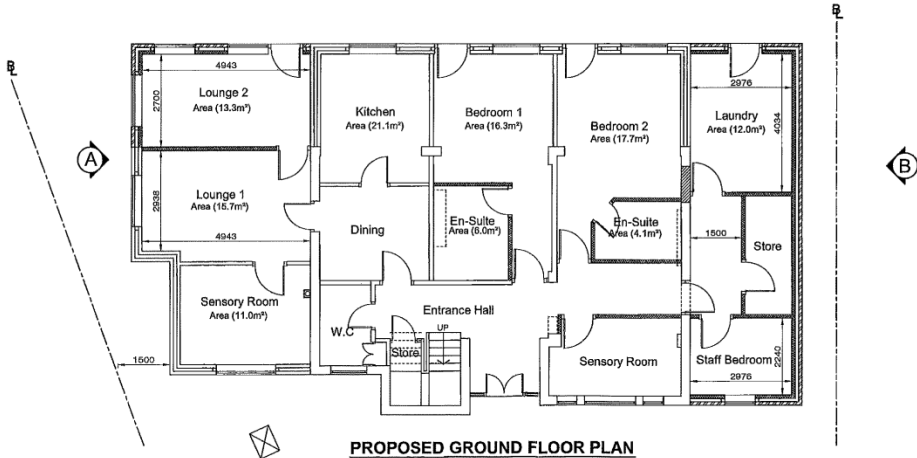 BL
BL
4943
2976
Lounge 2
Area (13.3m²)
2700
Kitchen
Area (21.1m²)
Bedroom 1
Area (16.3m²)
Bedroom 2
Area (17.7m²)
Laundry
Area (12.0m²)
4034
A
B
Lounge 1
Area (15.7m²)
2938
4943
Dining
En-Suite
Area (6.0m²)
En-Suite
Area (4.1m²)
1500
Store
Sensory Room
Area (11.0m²)
Entrance Hall
W.C
UP
Store
1500
Sensory Room
Staff Bedroom
2976
2240
PROPOSED GROUND FLOOR PLAN